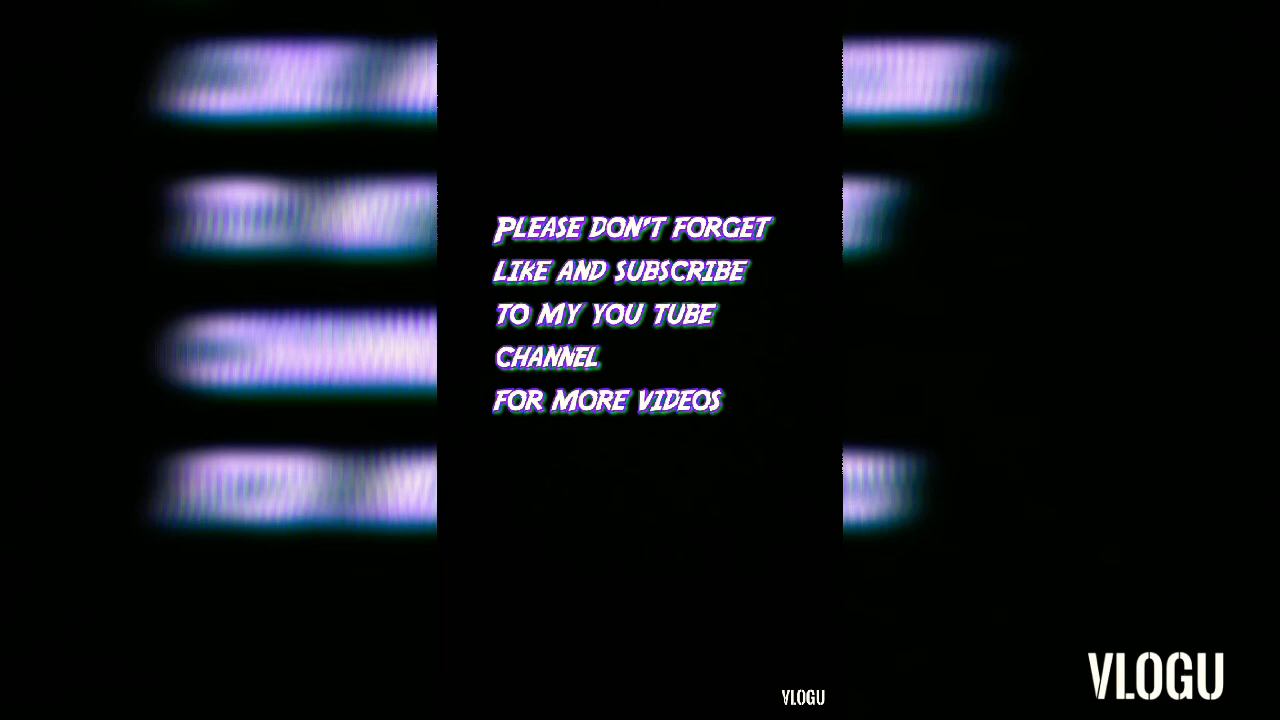 PLEASE DON'T FORGET
LIKE AND SUBSCRIBE
TO MY YOU TUBE
CHANNEL
FOR MORE VIDEOS
VLOGU
VLOGU